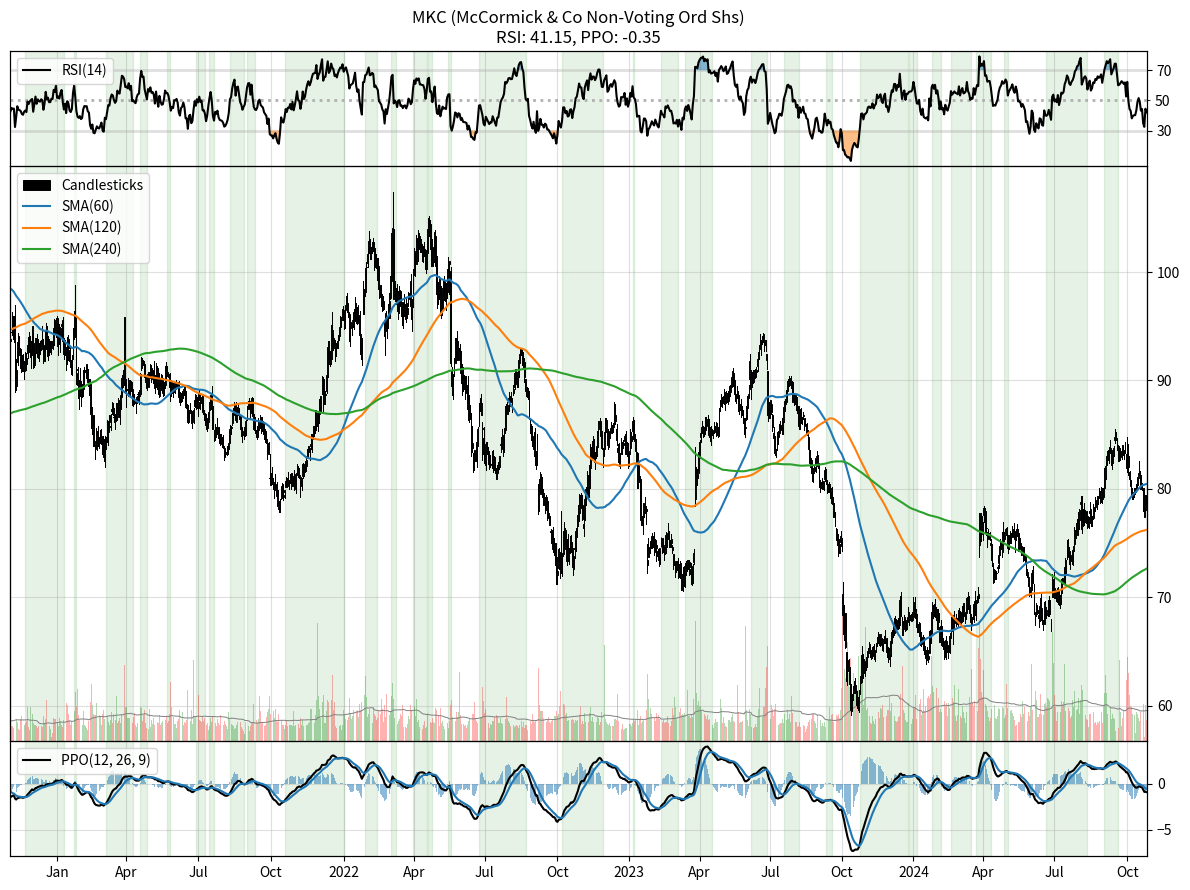 MKC (McCormick & Co Non-Voting Ord Shs)
RSI: 41.15, PPO: -0.35
RSI(14)
70
50
30
Candlesticks
SMA(60)
SMA(120)
SMA(240)
100
90
80
70
60
PPO(12, 26, 9)
0
−5
Jan Apr Jul Oct 2022 Apr Jul Oct 2023 Apr Jul Oct 2024 Apr Jul Oct